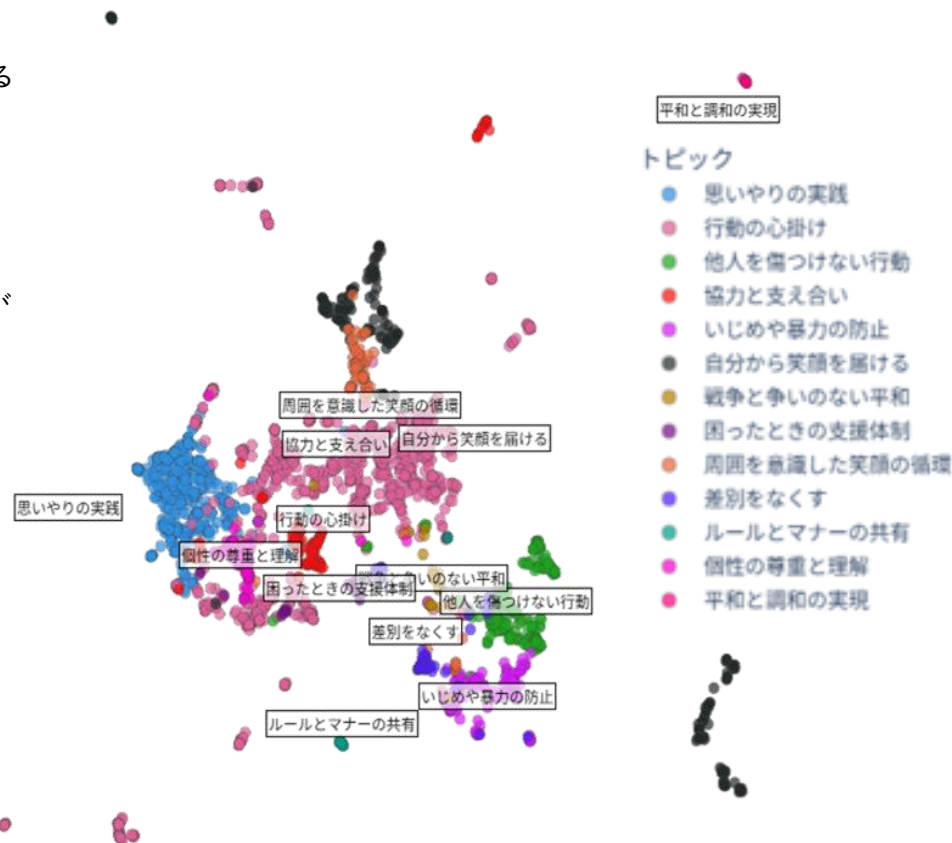 る
が
平和と調和の実現
トピック
思いやりの実践
行動の心掛け
他人を傷つけない行動
協力と支え合い
いじめや暴力の防止
自分から笑顔を届ける
戦争と争いのない平和
困ったときの支援体制
周囲を意識した笑顔の循環
差別をなくす
ルールとマナーの共有
個性の尊重と理解
平和と調和の実現
周囲を意識した笑顔の循環
協力と支え合い
自分から笑顔を届ける
思いやりの実践
行動の心掛け
個性の尊重と理解
戦争と争いのない平和
困ったときの支援体制
他人を傷つけない行動
差別をなくす
いじめや暴力の防止
ルールとマナーの共有